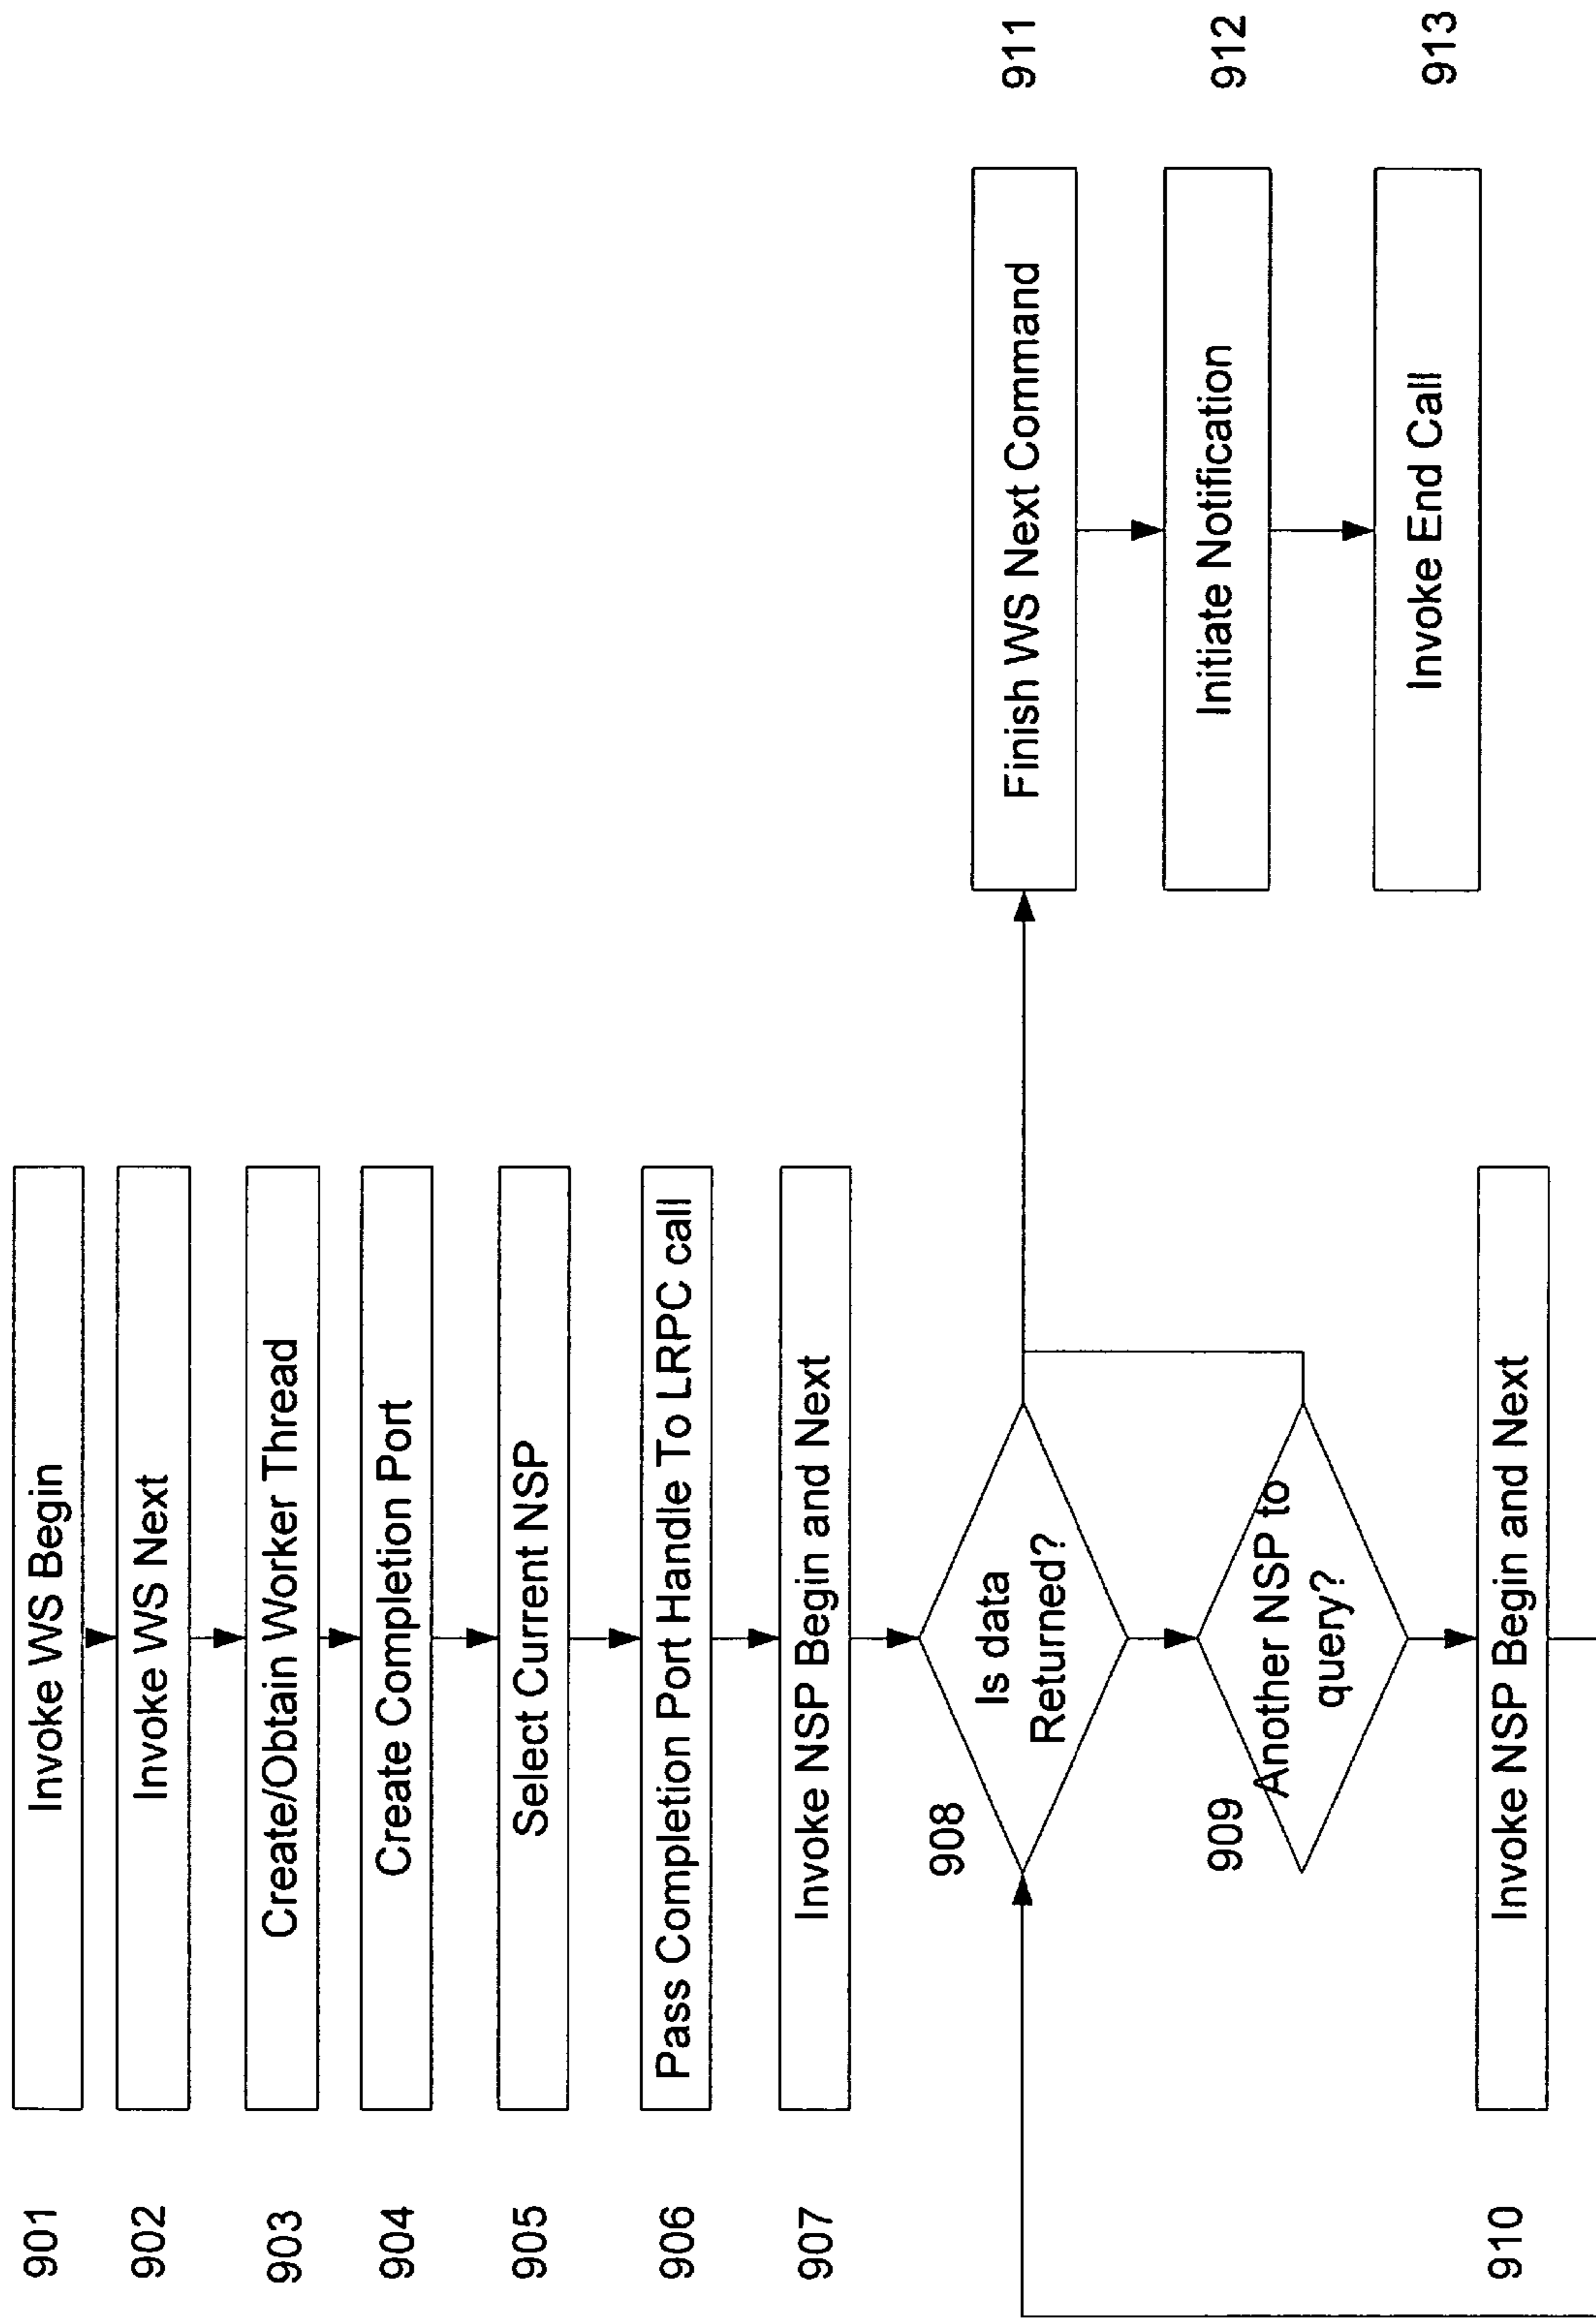 901
Invoke WS Begin
902
Invoke WS Next
903
Create/Obtain Worker Thread
904
Create Completion Port
905
Select Current NSP
906
Pass Completion Port Handle To LRPC call
907
Invoke NSP Begin and Next
908
Is data
Returned?
909
Another NSP to
query?
910
Invoke NSP Begin and Next
Finish WS Next Command
911
Initiate Notification
912
Invoke End Call
913